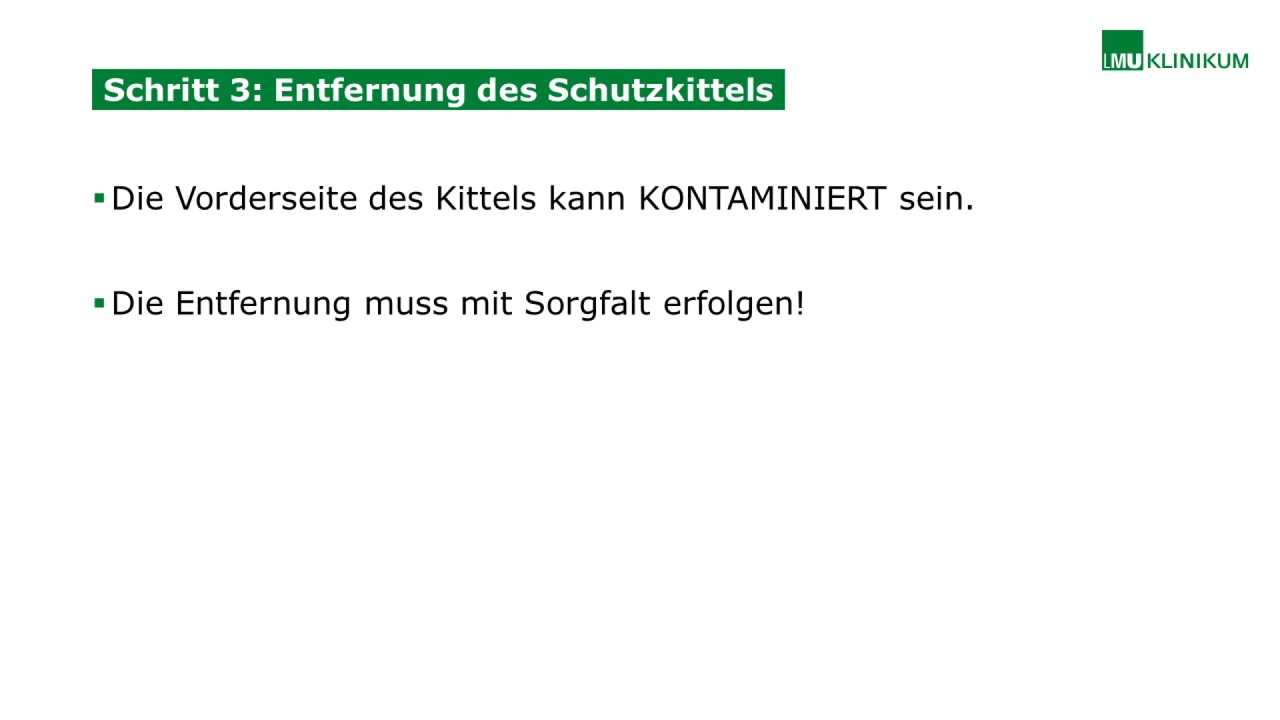 LMU KLINIKUM
Schritt 3: Entfernung des Schutzkittels
Die Vorderseite des Kittels kann KONTAMINIERT sein.
Die Entfernung muss mit Sorgfalt erfolgen!